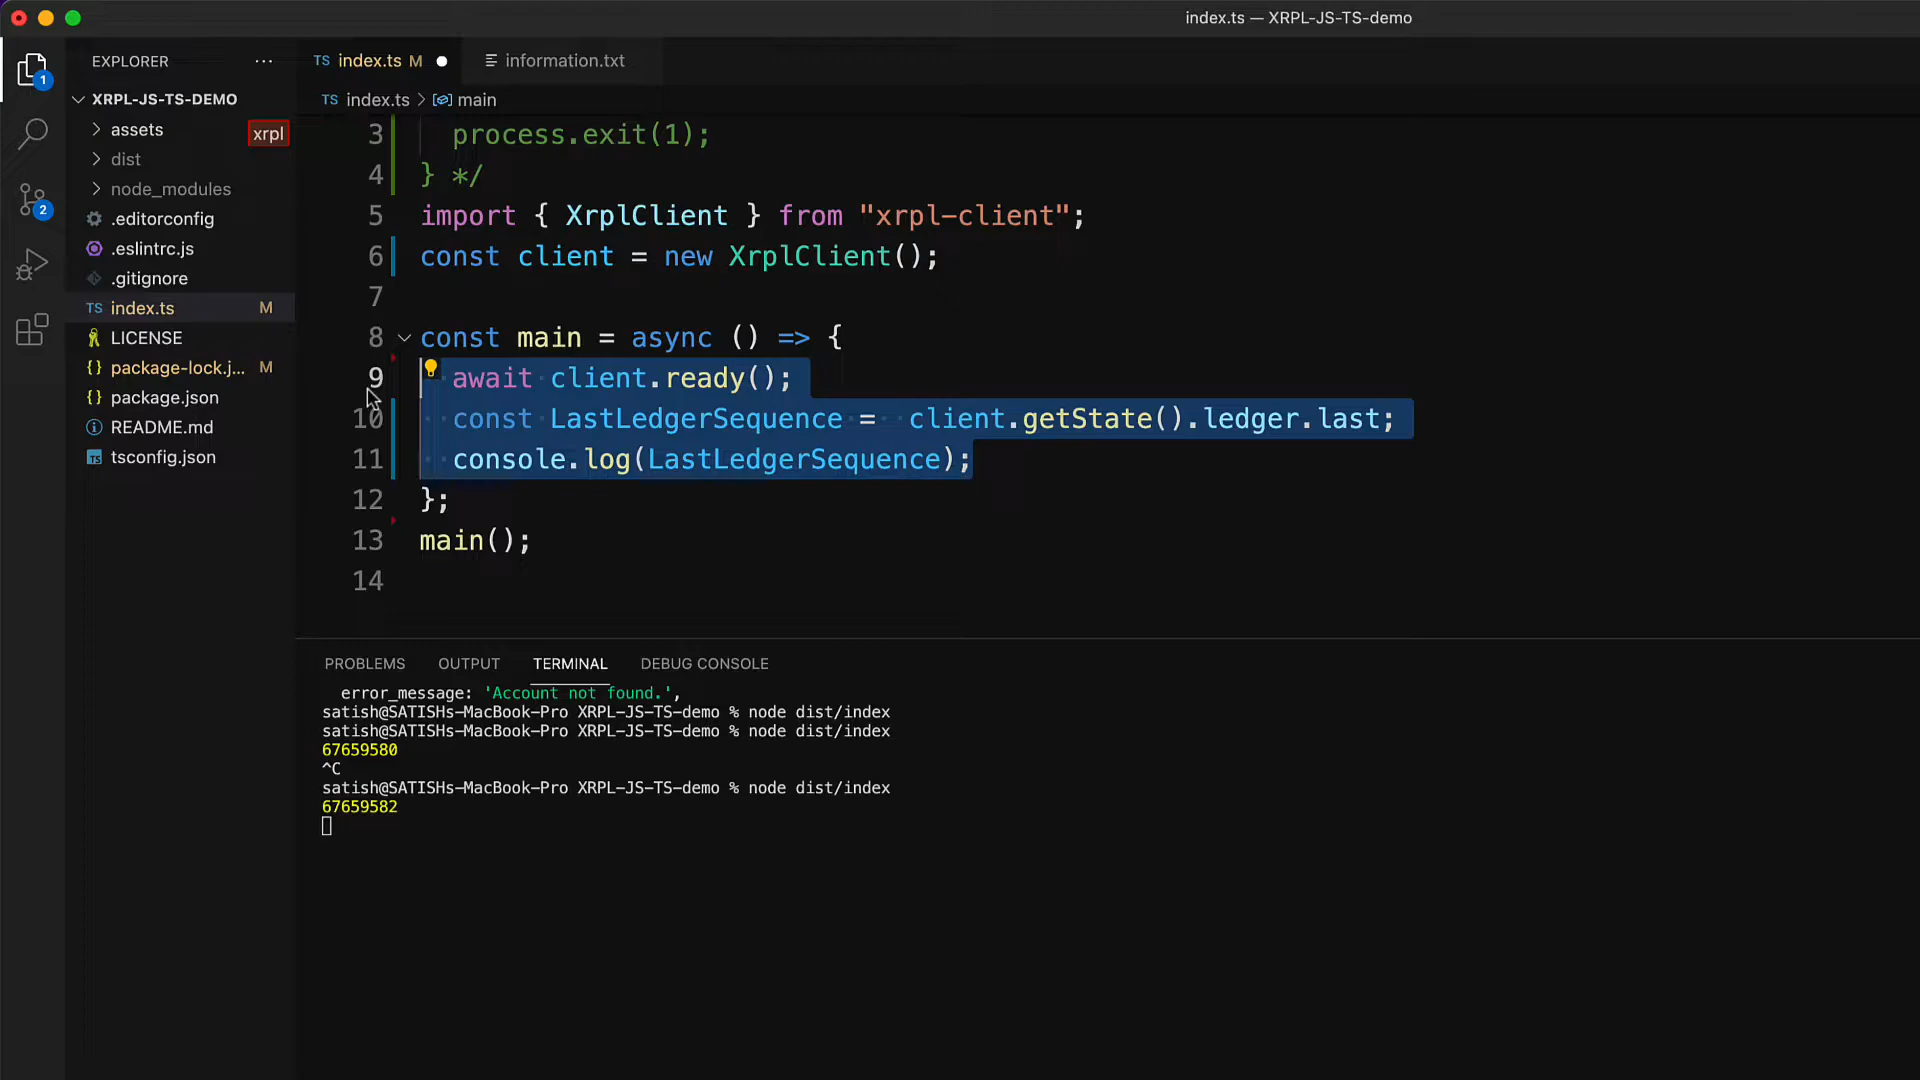 index.ts — XRPL-JS-TS-demo
EXPLORER ...
TS index.ts M
information.txt
XRPL-JS-TS-DEMO
TS index.ts > main
assets
xrpl
dist
node_modules
.editorconfig
.eslintrc.js
.gitignore
TS index.ts M
LICENSE
{} package-lock.j... M
{} package.json
README.md
TS tsconfig.json
1
2
3 process.exit(1);
4 } */
5 import { XrplClient } from "xrpl-client";
6 const client = new XrplClient();
7
8 const main = async () => {
9 await client.ready();
10 const LastLedgerSequence =  client.getState().ledger.last;
11 console.log(LastLedgerSequence);
12 };
13 main();
14
PROBLEMS OUTPUT TERMINAL DEBUG CONSOLE
error_message: 'Account not found.',
satish@SATISHs-MacBook-Pro XRPL-JS-TS-demo % node dist/index
satish@SATISHs-MacBook-Pro XRPL-JS-TS-demo % node dist/index
67659580
^C
satish@SATISHs-MacBook-Pro XRPL-JS-TS-demo % node dist/index
67659582